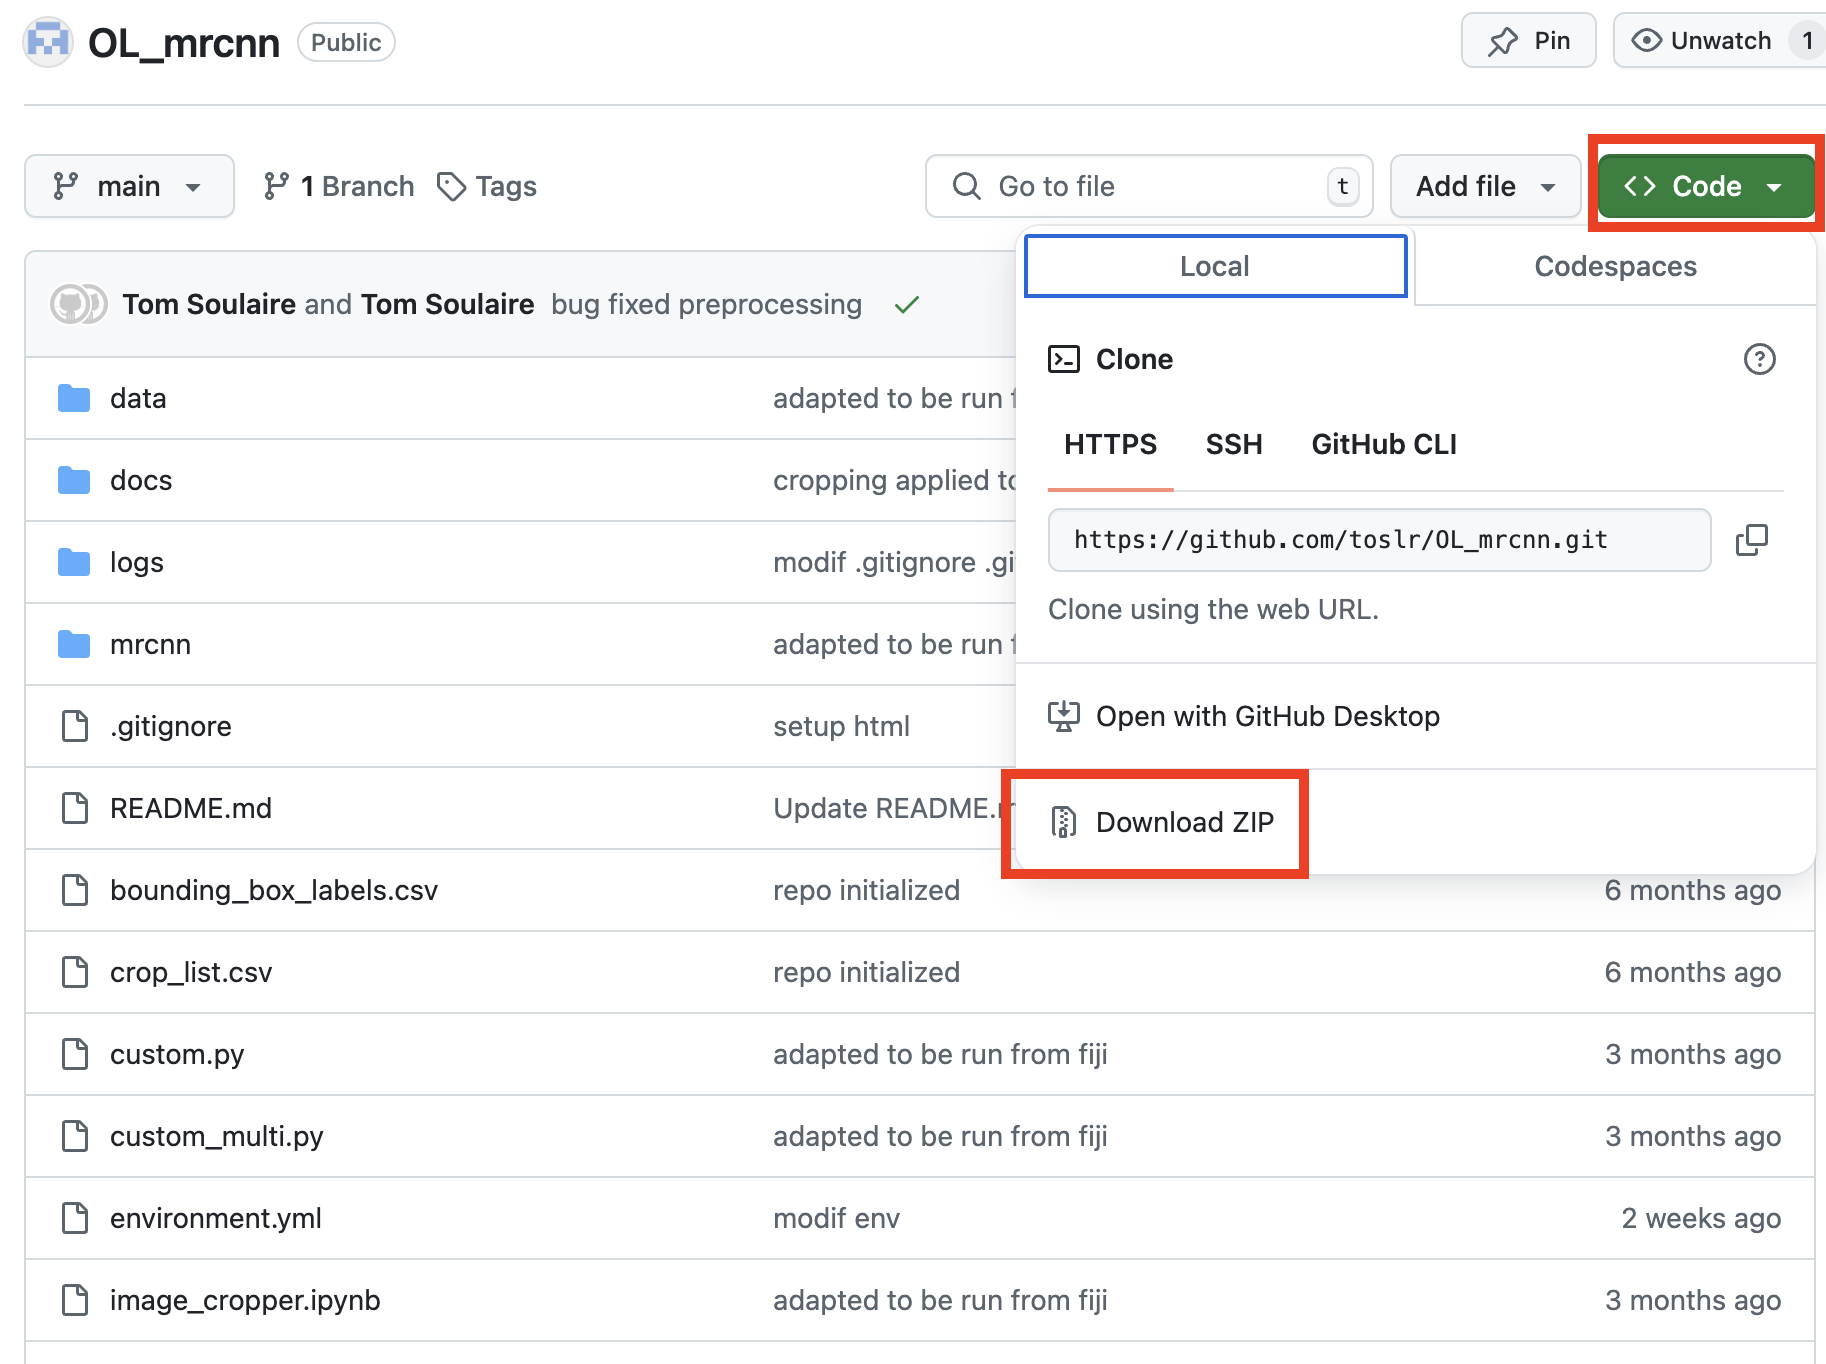 OL_mrcnn Public Pin Unwatch 1
main 1 Branch Tags Go to file t Add file Code
Local Codespaces
Tom Soulaire and Tom Soulaire bug fixed preprocessing
Clone
data adapted to be run
HTTPS SSH GitHub CLI
docs cropping applied to
https://github.com/toslr/OL_mrcnn.git
logs modif .gitignore .gi
Clone using the web URL.
mrcnn adapted to be run
Open with GitHub Desktop
.gitignore setup html
README.md Update README.
Download ZIP
bounding_box_labels.csv repo initialized 6 months ago
crop_list.csv repo initialized 6 months ago
custom.py adapted to be run from fiji 3 months ago
custom_multi.py adapted to be run from fiji 3 months ago
environment.yml modif env 2 weeks ago
image_cropper.ipynb adapted to be run from fiji 3 months ago